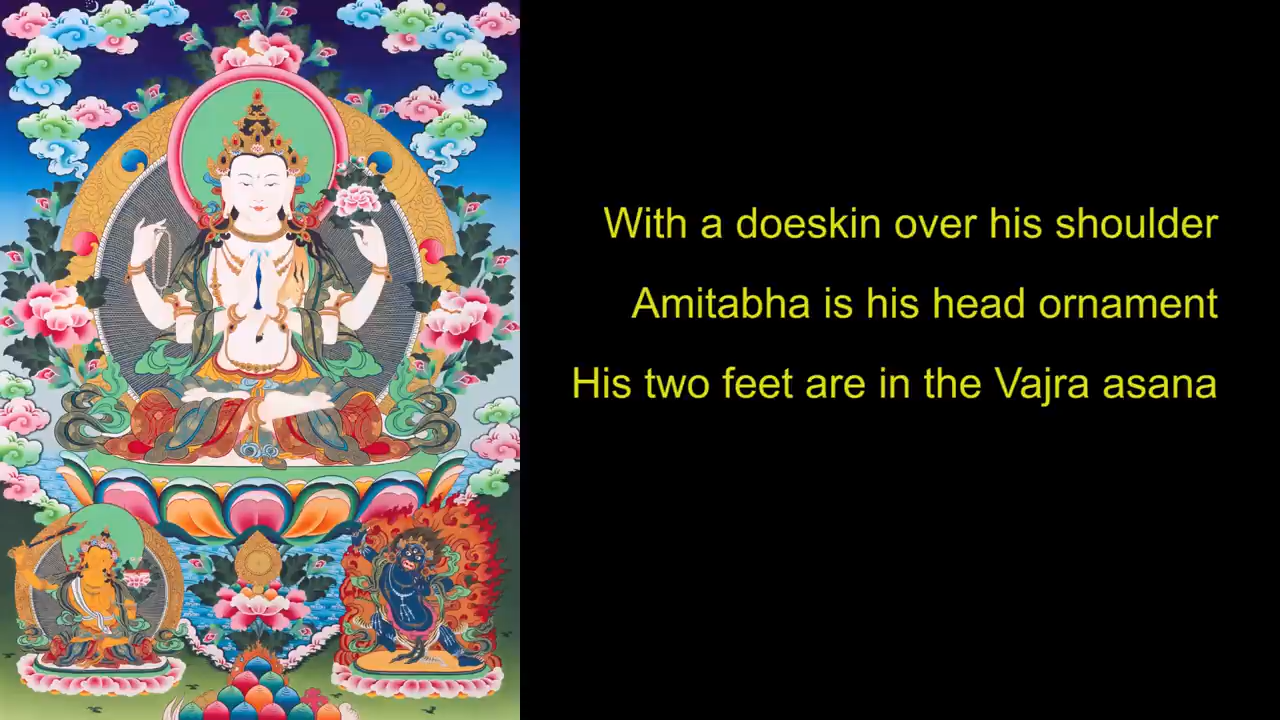 With a doeskin over his shoulder
Amitabha is his head ornament
His two feet are in the Vajra asana